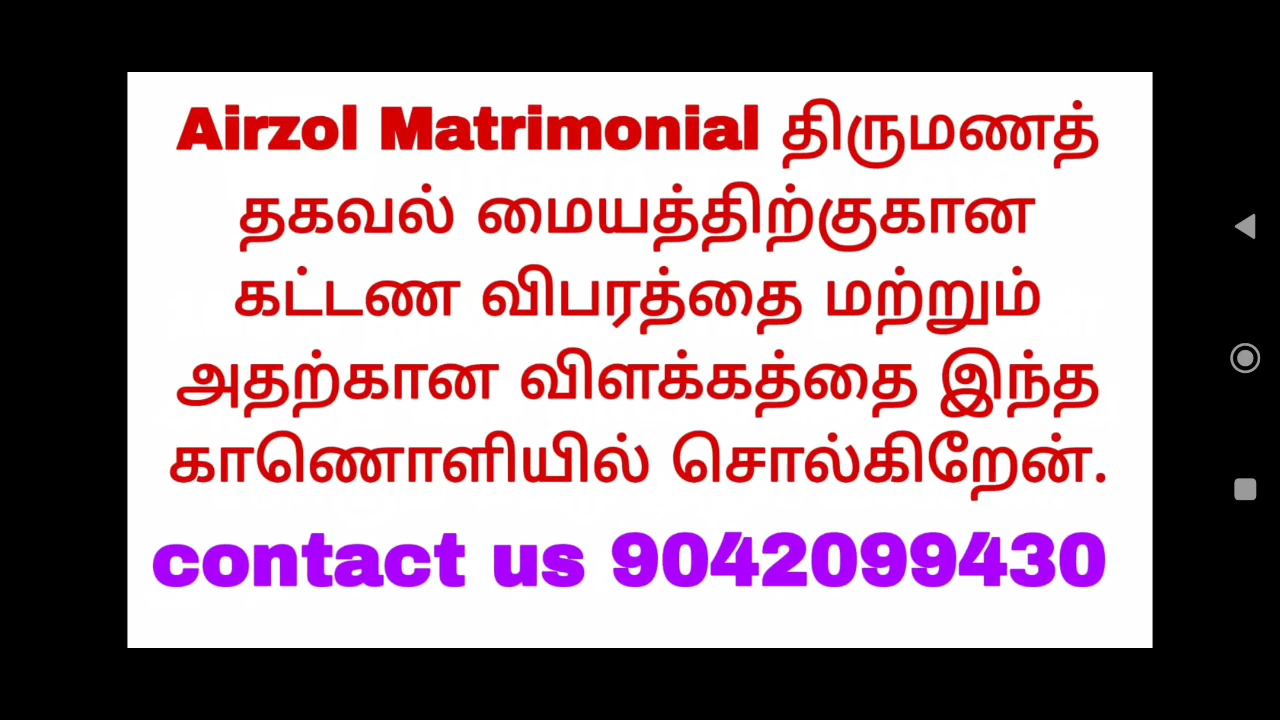 Airzol Matrimonial திருமணத்
தகவல் மையத்திற்குகான
கட்டண விபரத்தை மற்றும்
அதற்கான விளக்கத்தை இந்த
காணொளியில் சொல்கிறேன்.
contact us 9042099430